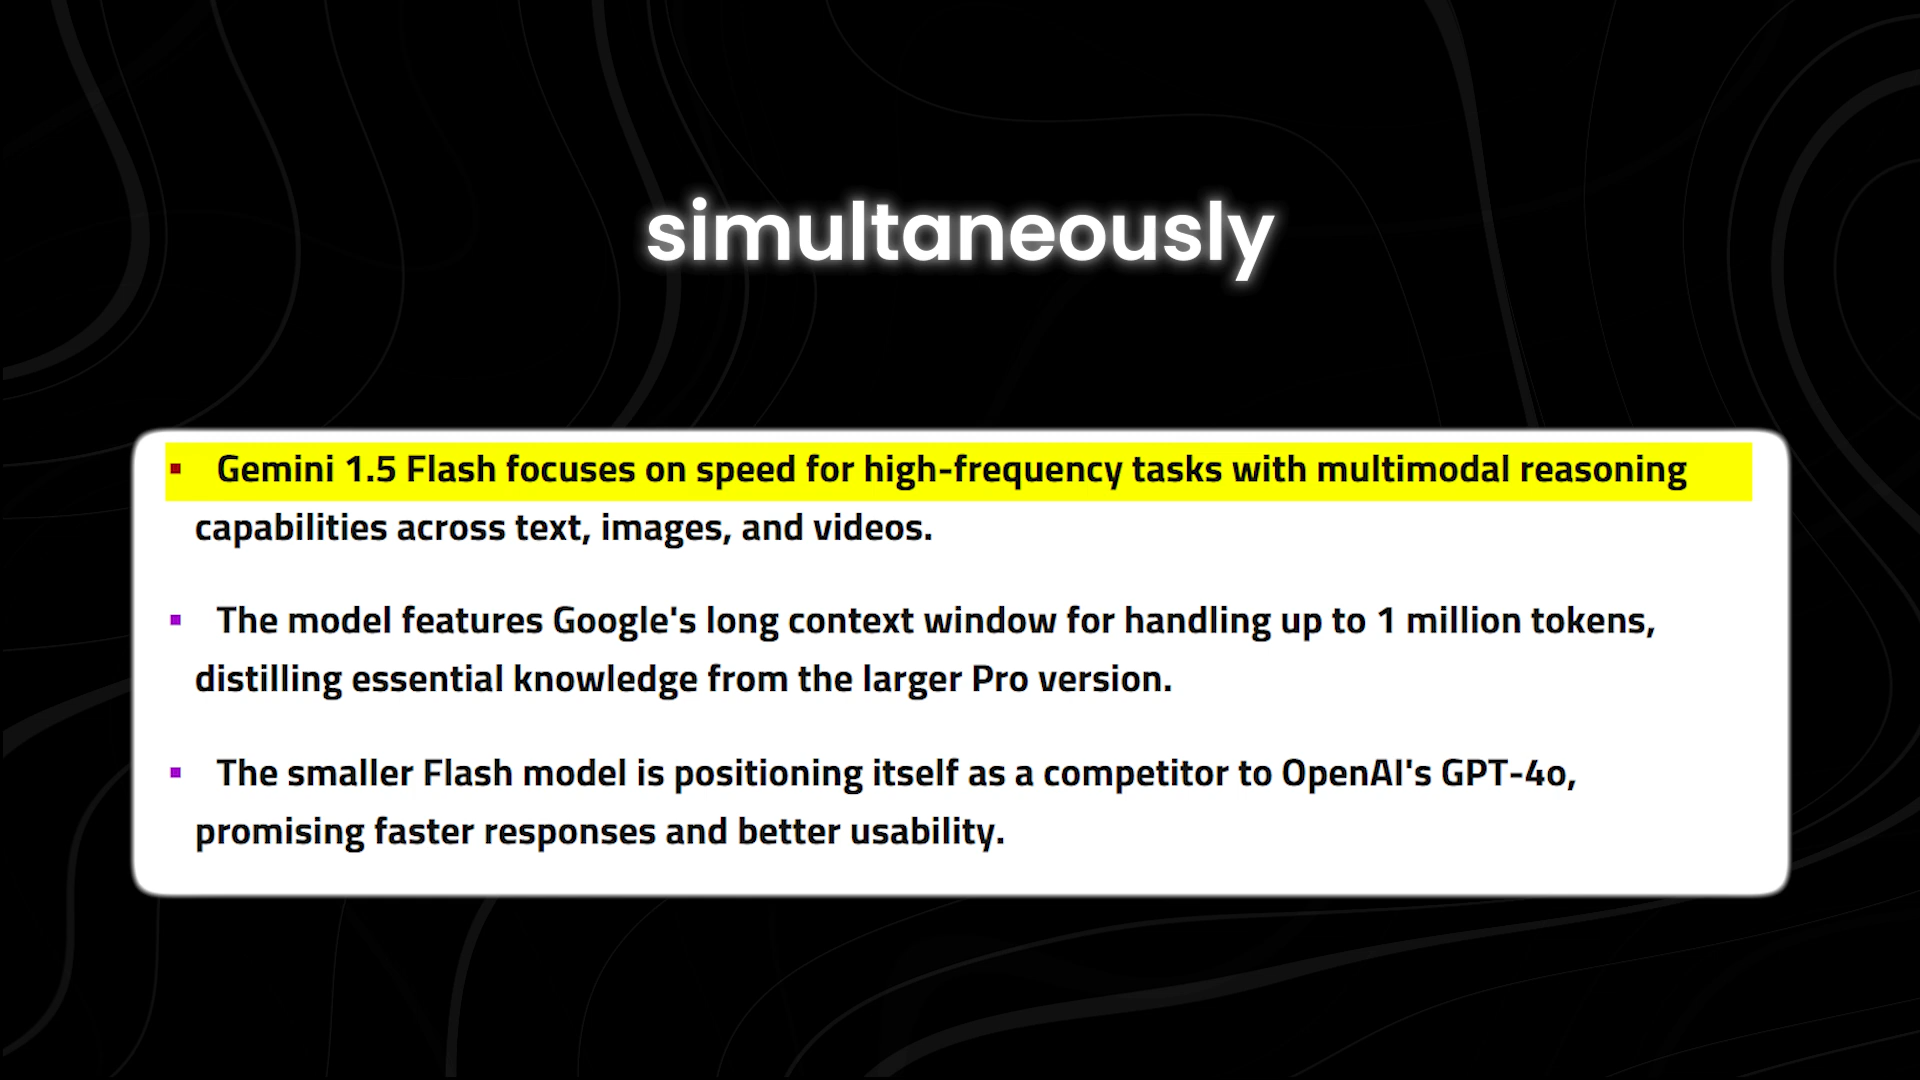 simultaneously
▪ Gemini 1.5 Flash focuses on speed for high-frequency tasks with multimodal reasoning
capabilities across text, images, and videos.
▪ The model features Google's long context window for handling up to 1 million tokens,
distilling essential knowledge from the larger Pro version.
▪ The smaller Flash model is positioning itself as a competitor to OpenAI's GPT-4o,
promising faster responses and better usability.